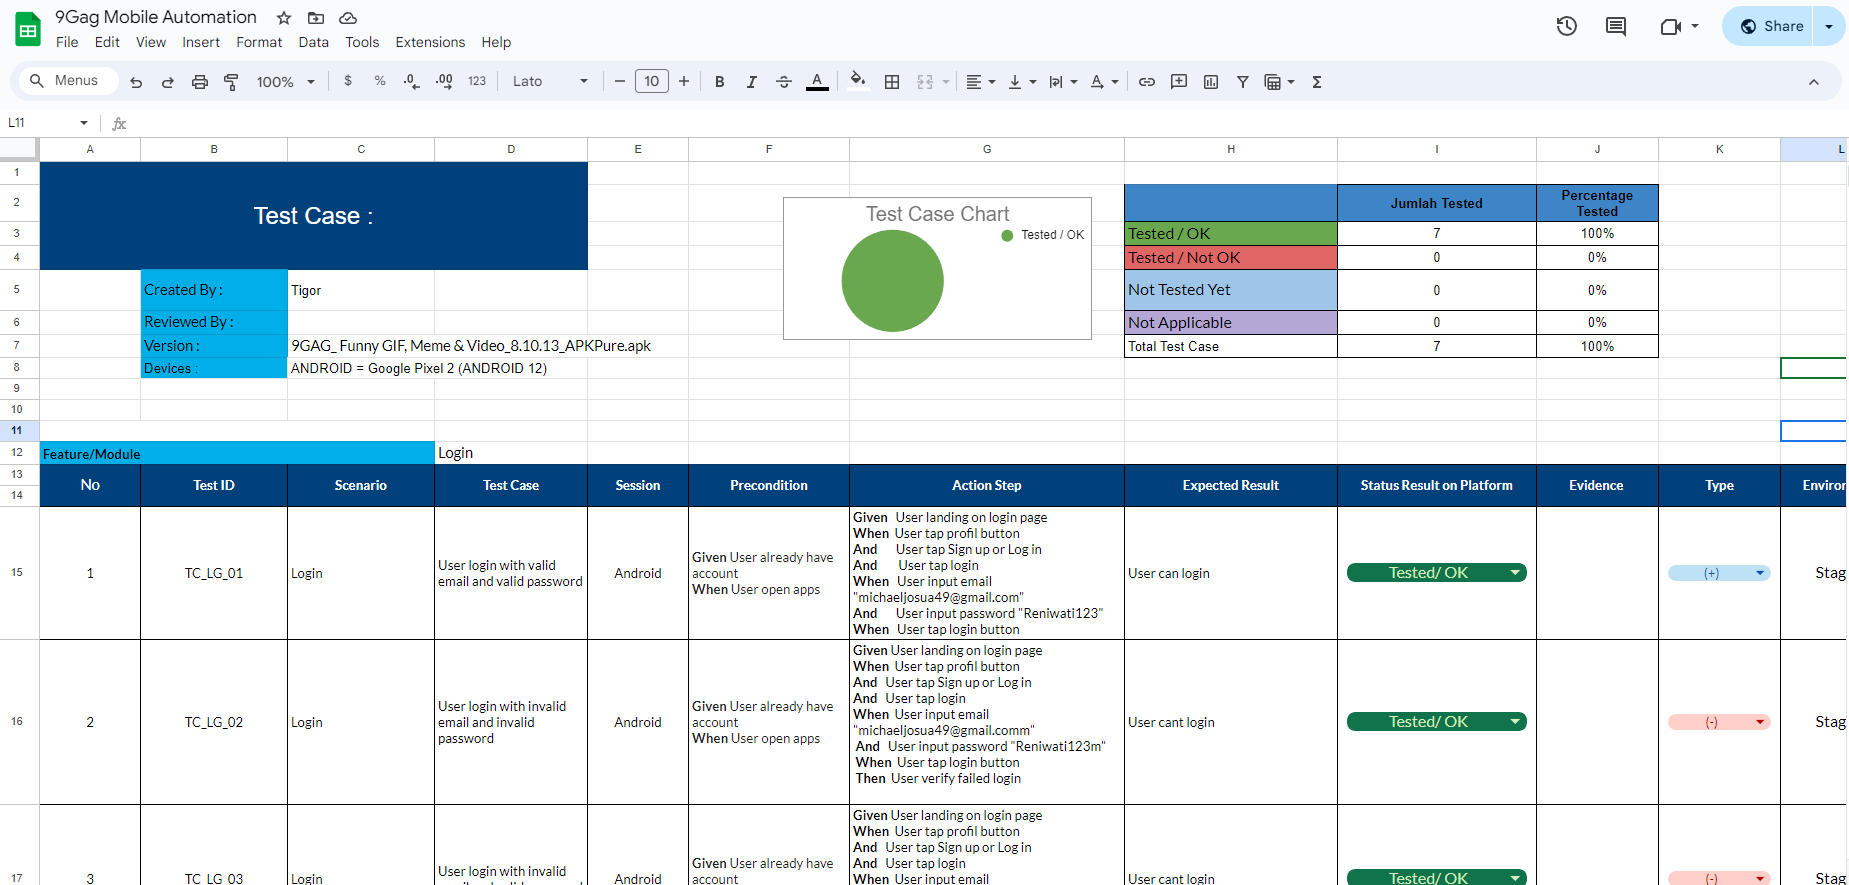 9Gag Mobile Automation
File Edit View Insert Format Data Tools Extensions Help
Share
Menus
100%
$ % .0 .00 123
Lato
10
B I A
L11
fx
A B C D E F G H I J K L
1
Test Case :
2
Test Case Chart
Tested / OK
Jumlah Tested
Percentage
Tested
3
Tested / OK 7 100%
4
Tested / Not OK 0 0%
5
Created By : Tigor
Not Tested Yet 0 0%
6
Reviewed By :
Not Applicable 0 0%
7
Version : 9GAG_ Funny GIF, Meme & Video_8.10.13_APKPure.apk
Total Test Case 7 100%
8
Devices : ANDROID = Google Pixel 2 (ANDROID 12)
9
10
11
12
Feature/Module Login
13
14
No Test ID Scenario Test Case Session Precondition Action Step Expected Result Status Result on Platform Evidence Type Environ
15
1
TC_LG_01
Login
User login with valid
email and valid password
Android
Given User already have
account
When User open apps
Given User landing on login page
When User tap profil button
And User tap Sign up or Log in
And User tap login
When User input email
"michaeljosua49@gmail.com"
And User input password "Reniwati123"
When User tap login button
User can login
Tested/ OK
(+)
Stag
16
2
TC_LG_02
Login
User login with invalid
email and invalid
password
Android
Given User already have
account
When User open apps
Given User landing on login page
When User tap profil button
And User tap Sign up or Log in
And User tap login
When User input email
"michaeljosua49@gmail.comm"
And User input password "Reniwati123m"
When User tap login button
Then User verify failed login
User cant login
Tested/ OK
(-)
Stag
17
3
TC_LG_03
Login
User login with invalid
Android
Given User already have
account
Given User landing on login page
When User tap profil button
And User tap Sign up or Log in
And User tap login
When User input email
User cant login
Tested/ OK
(-)
Stag